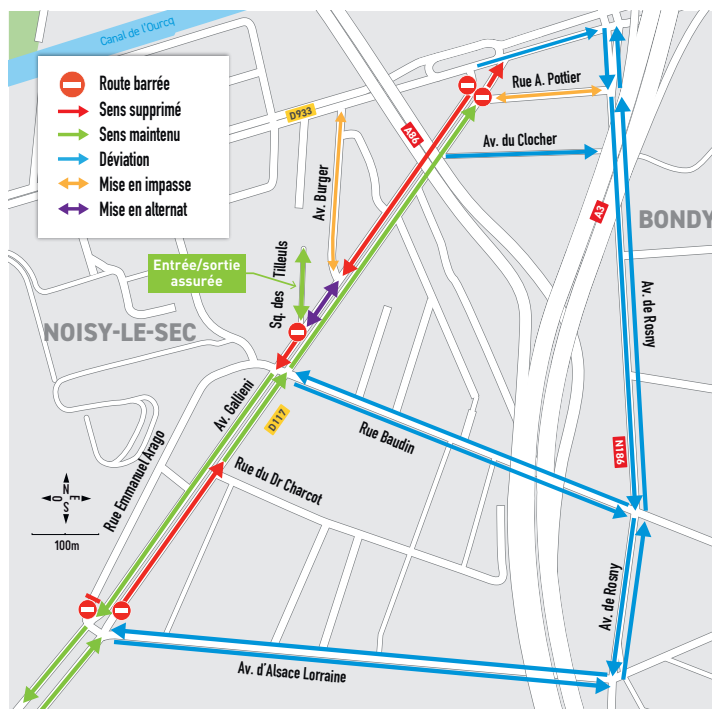 Canal de l'Ourcq
Route barrée
Sens supprimé
Sens maintenu
Déviation
Mise en impasse
Mise en alternat
D933
A86
Rue A. Pottier
Av. du Clocher
Av. Burger
A3
BONDY
Entrée/sortie
assurée
Sq. des Tilleuls
Av. de Rosny
NOISY-LE-SEC
Av. Gallieni
D117
Rue Baudin
N186
Rue Emmanuel Arago
Rue du Dr Charcot
N
O
E
S
100m
Av. de Rosny
Av. d'Alsace Lorraine